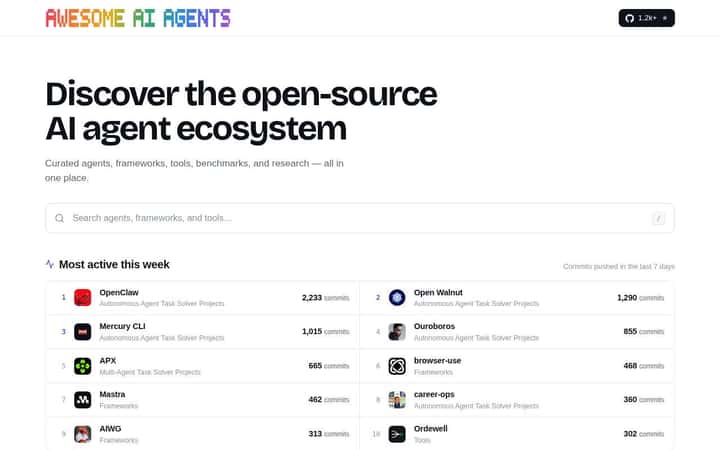 AWESOME AI AGENTS
1.2k+
Discover the open-source
AI agent ecosystem
Curated agents, frameworks, tools, benchmarks, and research — all in
one place.
Search agents, frameworks, and tools...
/
Most active this week
Commits pushed in the last 7 days
1 OpenClaw 2,233 commits
Autonomous Agent Task Solver Projects
2 Open Walnut 1,290 commits
Autonomous Agent Task Solver Projects
3 Mercury CLI 1,015 commits
Autonomous Agent Task Solver Projects
4 Ouroboros 855 commits
Autonomous Agent Task Solver Projects
5 APX 665 commits
Multi-Agent Task Solver Projects
6 browser-use 468 commits
Frameworks
7 Mastra 462 commits
Frameworks
8 career-ops 360 commits
Autonomous Agent Task Solver Projects
9 AIWG 313 commits
Frameworks
10 Ordewell 302 commits
Tools